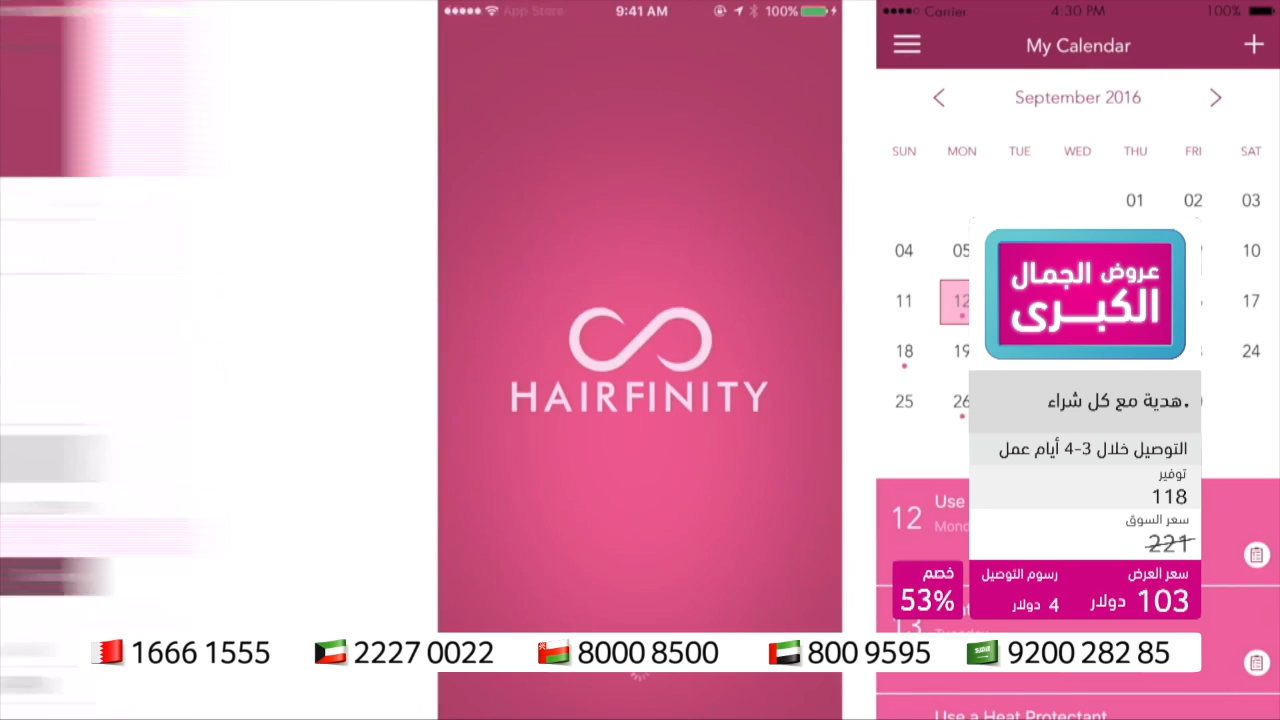 App Store
9:41 AM
100%
HAIRFINITY
Carrier
4:30 PM
100%
My Calendar
September 2016
SUN MON TUE WED THU FRI SAT
01 02 03
04 05 10
11 12 17
18 19 24
25 26
12
Use
13
Use a Heat Protectant
عروض الجمال
الكبرى
هدية مع كل شراء.
التوصيل خلال 3-4 أيام عمل
توفير
118
سعر السوق
221
سعر العرض
103 دولار
رسوم التوصيل
4 دولار
خصم
53%
1666 1555
2227 0022
8000 8500
800 9595
9200 282 85